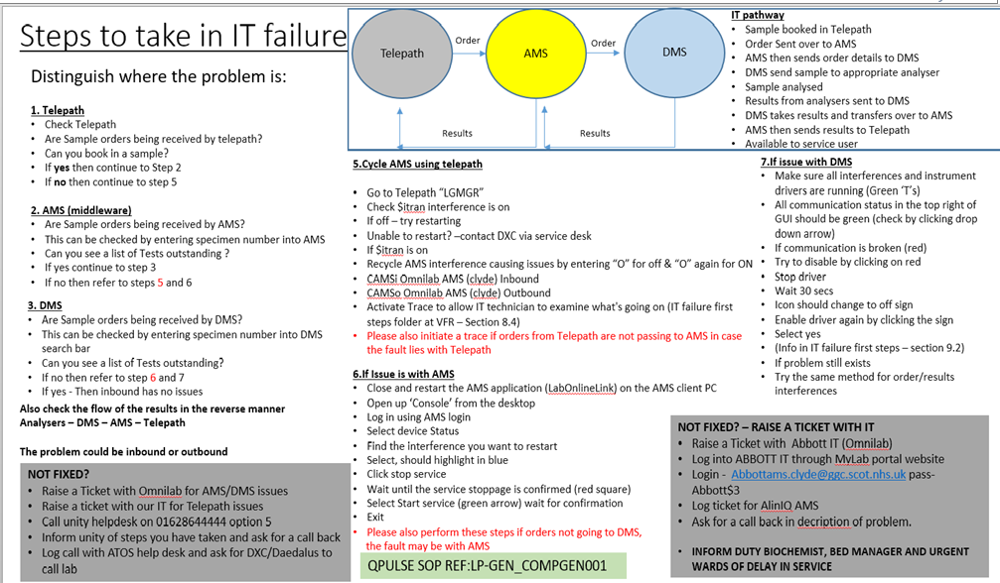 Steps to take in IT failure
Distinguish where the problem is:
1. Telepath
• Check Telepath
• Are Sample orders being received by telepath?
• Can you book in a sample?
• If yes then continue to Step 2
• If no then continue to step 5
2. AMS (middleware)
• Are Sample orders being received by AMS?
• This can be checked by entering specimen number into AMS
• Can you see a list of Tests outstanding ?
• If yes continue to step 3
• If no then refer to steps 5 and 6
3. DMS
• Are Sample orders being received by DMS?
• This can be checked by entering specimen number into DMS
search bar
• Can you see a list of Tests outstanding?
• If no then refer to step 6 and 7
• If yes - Then inbound has no issues
Also check the flow of the results in the reverse manner
Analysers – DMS – AMS – Telepath
The problem could be inbound or outbound
NOT FIXED?
• Raise a Ticket with Omnilab for AMS/DMS issues
• Raise a ticket with our IT for Telepath issues
• Call unity helpdesk on 01628644444 option 5
• Inform unity of steps you have taken and ask for a call back
• Log call with ATOS help desk and ask for DXC/Daedalus to
call lab
Telepath
Order
AMS
Order
DMS
Results
Results
IT pathway
• Sample booked in Telepath
• Order Sent over to AMS
• AMS then sends order details to DMS
• DMS send sample to appropriate analyser
• Sample analysed
• Results from analysers sent to DMS
• DMS takes results and transfers over to AMS
• AMS then sends results to Telepath
• Available to service user
5.Cycle AMS using telepath
• Go to Telepath “LGMGR”
• Check $itran interference is on
• If off – try restarting
• Unable to restart? –contact DXC via service desk
• If $itran is on
• Recycle AMS interference causing issues by entering “O” for off & “O” again for ON
• CAMSi Omnilab AMS (clyde) Inbound
• CAMSo Omnilab AMS (clyde) Outbound
• Activate Trace to allow IT technician to examine what's going on (IT failure first
steps folder at VFR – Section 8.4)
• Please also initiate a trace if orders from Telepath are not passing to AMS in case
the fault lies with Telepath
6.If Issue is with AMS
• Close and restart the AMS application (LabOnlineLink) on the AMS client PC
• Open up ‘Console’ from the desktop
• Log in using AMS login
• Select device Status
• Find the interference you want to restart
• Select, should highlight in blue
• Click stop service
• Wait until the service stoppage is confirmed (red square)
• Select Start service (green arrow) wait for confirmation
• Exit
• Please also perform these steps if orders not going to DMS,
the fault may be with AMS
QPULSE SOP REF:LP-GEN_COMPGEN001
7.If issue with DMS
• Make sure all interferences and instrument
drivers are running (Green ‘T’s)
• All communication status in the top right of
GUI should be green (check by clicking drop
down arrow)
• If communication is broken (red)
• Try to disable by clicking on red
• Stop driver
• Wait 30 secs
• Icon should change to off sign
• Enable driver again by clicking the sign
• Select yes
• (Info in IT failure first steps – section 9.2)
• If problem still exists
• Try the same method for order/results
interferences
NOT FIXED? – RAISE A TICKET WITH IT
• Raise a Ticket with Abbott IT (Omnilab)
• Log into ABBOTT IT through MyLab portal website
• Login - Abbottams.clyde@ggc.scot.nhs.uk pass-
Abbott$3
• Log ticket for AlinIQ AMS
• Ask for a call back in decription of problem.
• INFORM DUTY BIOCHEMIST, BED MANAGER AND URGENT
WARDS OF DELAY IN SERVICE